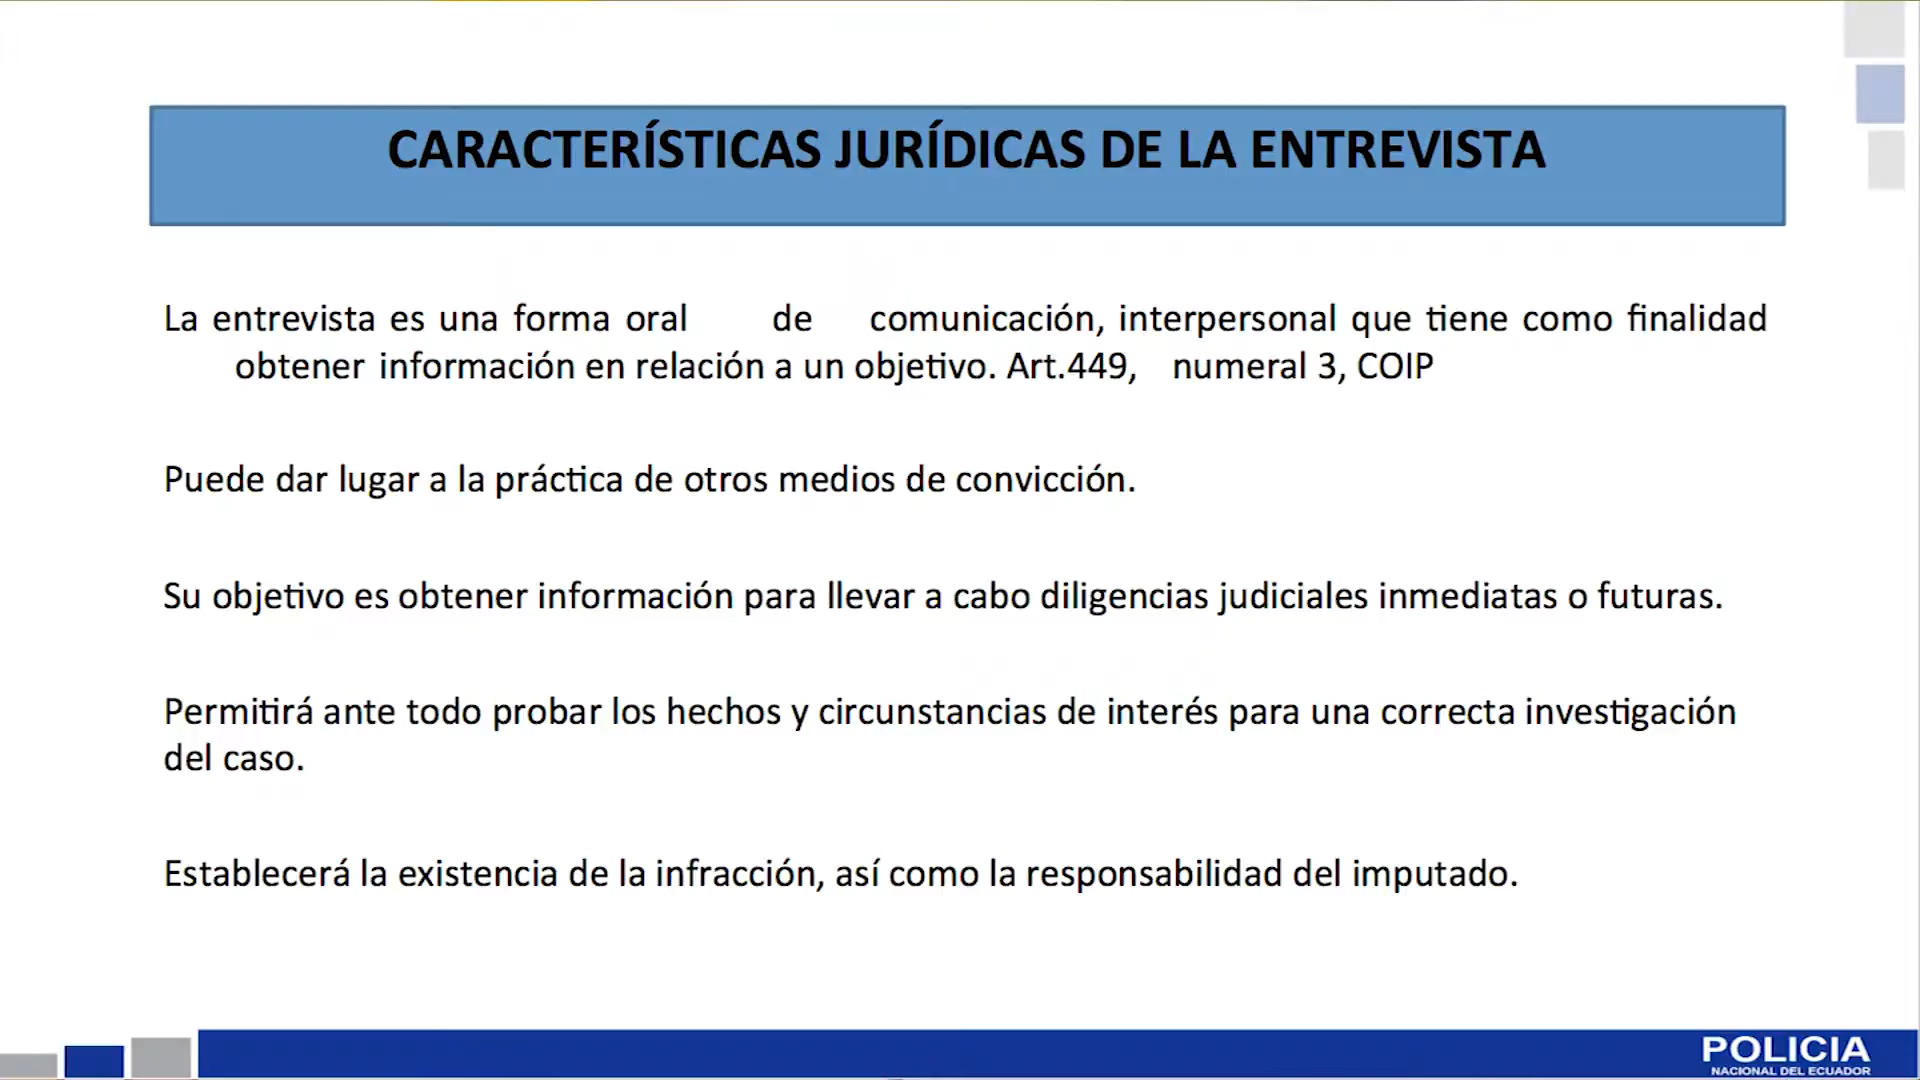 CARACTERÍSTICAS JURÍDICAS DE LA ENTREVISTA
La entrevista es una forma oral de comunicación, interpersonal que tiene como finalidad
obtener información en relación a un objetivo. Art.449, numeral 3, COIP
Puede dar lugar a la práctica de otros medios de convicción.
Su objetivo es obtener información para llevar a cabo diligencias judiciales inmediatas o futuras.
Permitirá ante todo probar los hechos y circunstancias de interés para una correcta investigación
del caso.
Establecerá la existencia de la infracción, así como la responsabilidad del imputado.
POLICIA
NACIONAL DEL ECUADOR